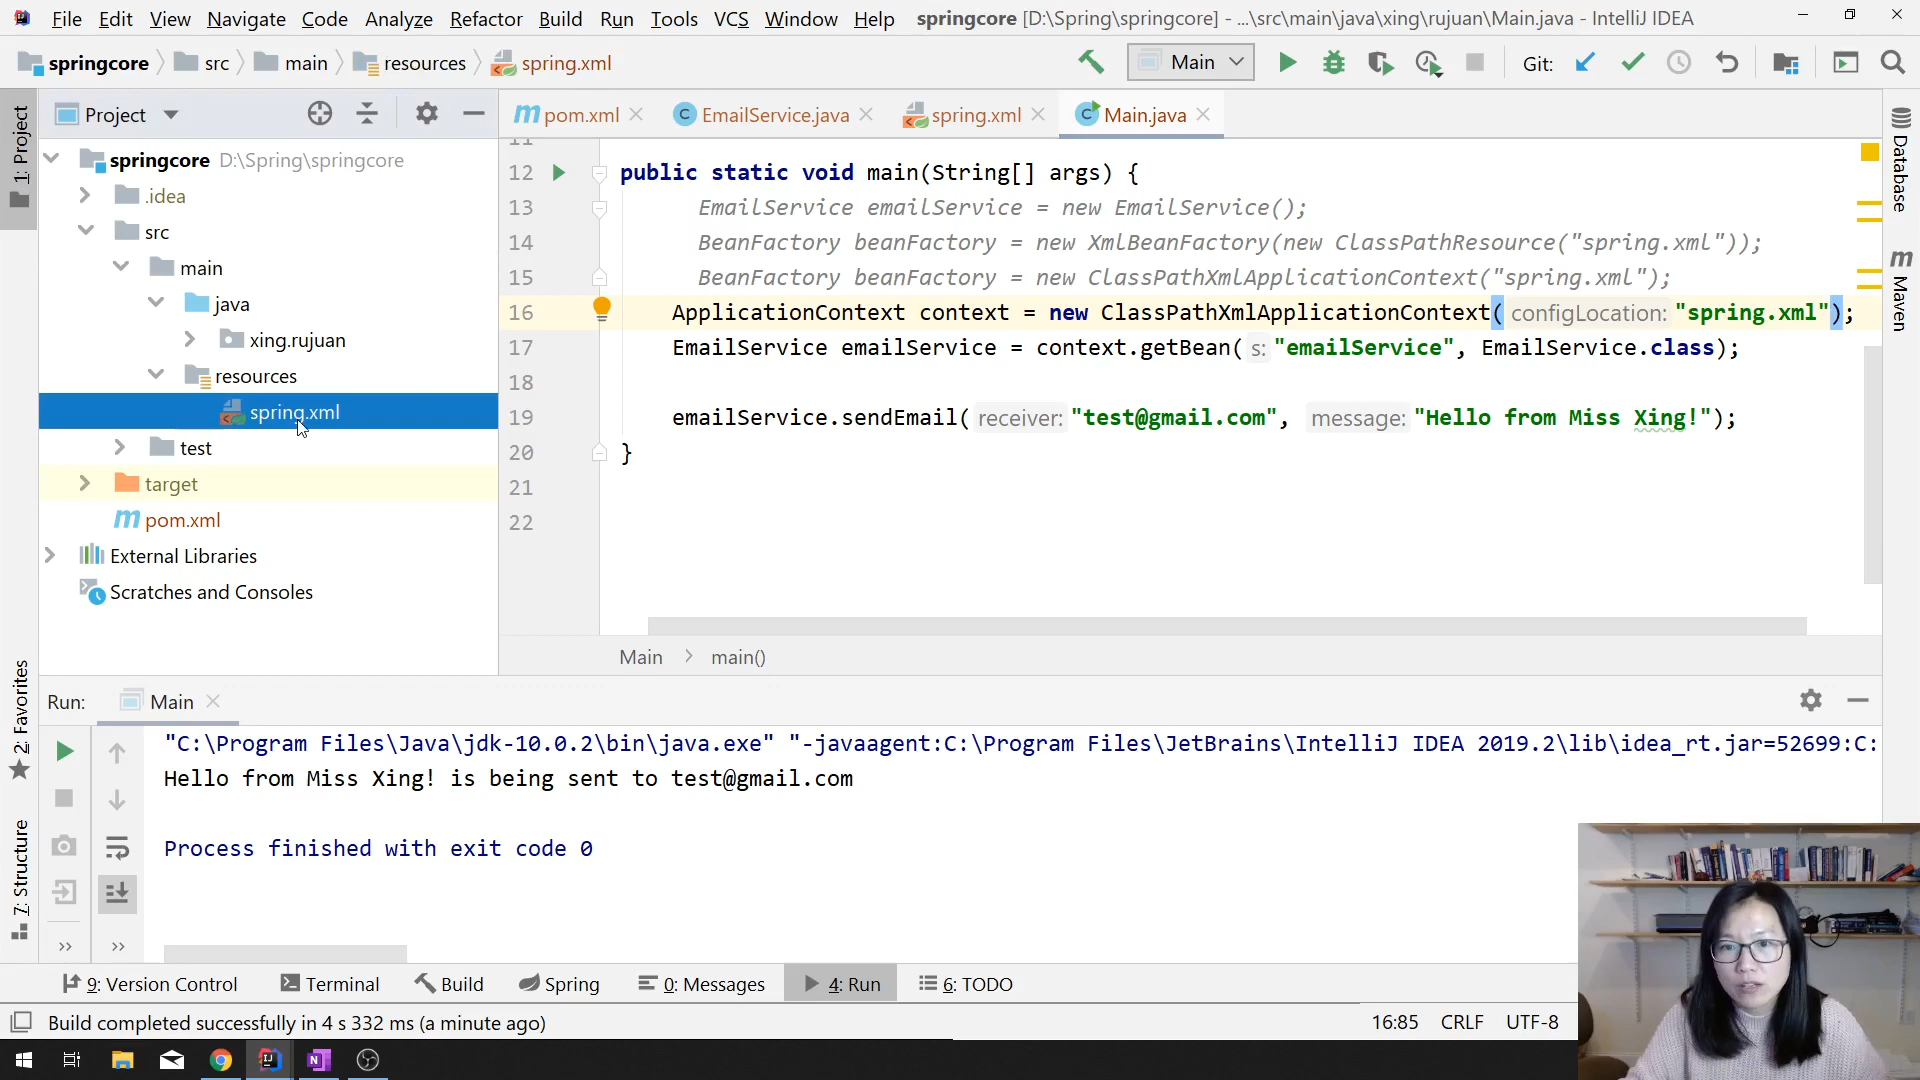 File Edit View Navigate Code Analyze Refactor Build Run Tools VCS Window Help springcore [D:\Spring\springcore] - ...\src\main\java\xing\rujuan\Main.java - IntelliJ IDEA
springcore src main resources spring.xml Main Git:
1: Project
Project
pom.xml EmailService.java spring.xml Main.java
springcore D:\Spring\springcore
.idea
src
main
java
xing.rujuan
resources
spring.xml
test
target
pom.xml
External Libraries
Scratches and Consoles
11
12 public static void main(String[] args) {
13 EmailService emailService = new EmailService();
14 BeanFactory beanFactory = new XmlBeanFactory(new ClassPathResource("spring.xml"));
15 BeanFactory beanFactory = new ClassPathXmlApplicationContext("spring.xml");
16 ApplicationContext context = new ClassPathXmlApplicationContext( configLocation: "spring.xml");
17 EmailService emailService = context.getBean( s: "emailService", EmailService.class);
18
19 emailService.sendEmail( receiver: "test@gmail.com", message: "Hello from Miss Xing!");
20 }
21
22
Main main()
Database
Maven
2: Favorites
7: Structure
Run: Main
"C:\Program Files\Java\jdk-10.0.2\bin\java.exe" "-javaagent:C:\Program Files\JetBrains\IntelliJ IDEA 2019.2\lib\idea_rt.jar=52699:C:
Hello from Miss Xing! is being sent to test@gmail.com
Process finished with exit code 0
9: Version Control Terminal Build Spring 0: Messages 4: Run 6: TODO
Build completed successfully in 4 s 332 ms (a minute ago) 16:85 CRLF UTF-8